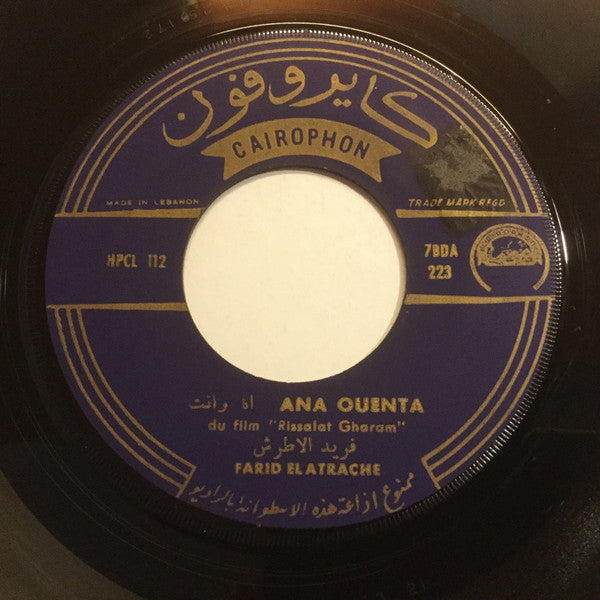 كايروفون
CAIROPHON
MADE IN LEBANON
TRADE MARK REGD
HPCL 112
7BDA
223
انا وانت ANA OUENTA
du film "Rissalat Gharam"
فريد الاطرش
FARID EL ATRACHE
ممنوع اذاعة هذه الاسطوانة بالراديو